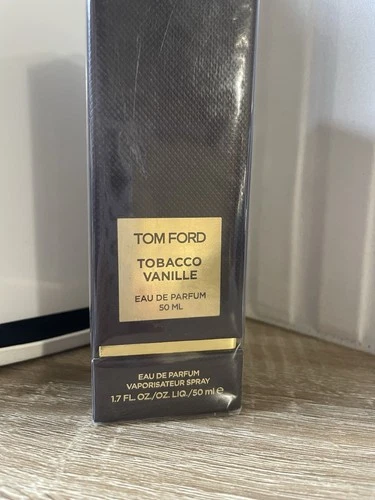 TOM FORD
TOBACCO
VANILLE
EAU DE PARFUM
50 ML
EAU DE PARFUM
VAPORISATEUR SPRAY
1.7 FL. OZ./OZ. LIQ./50 ml ℮